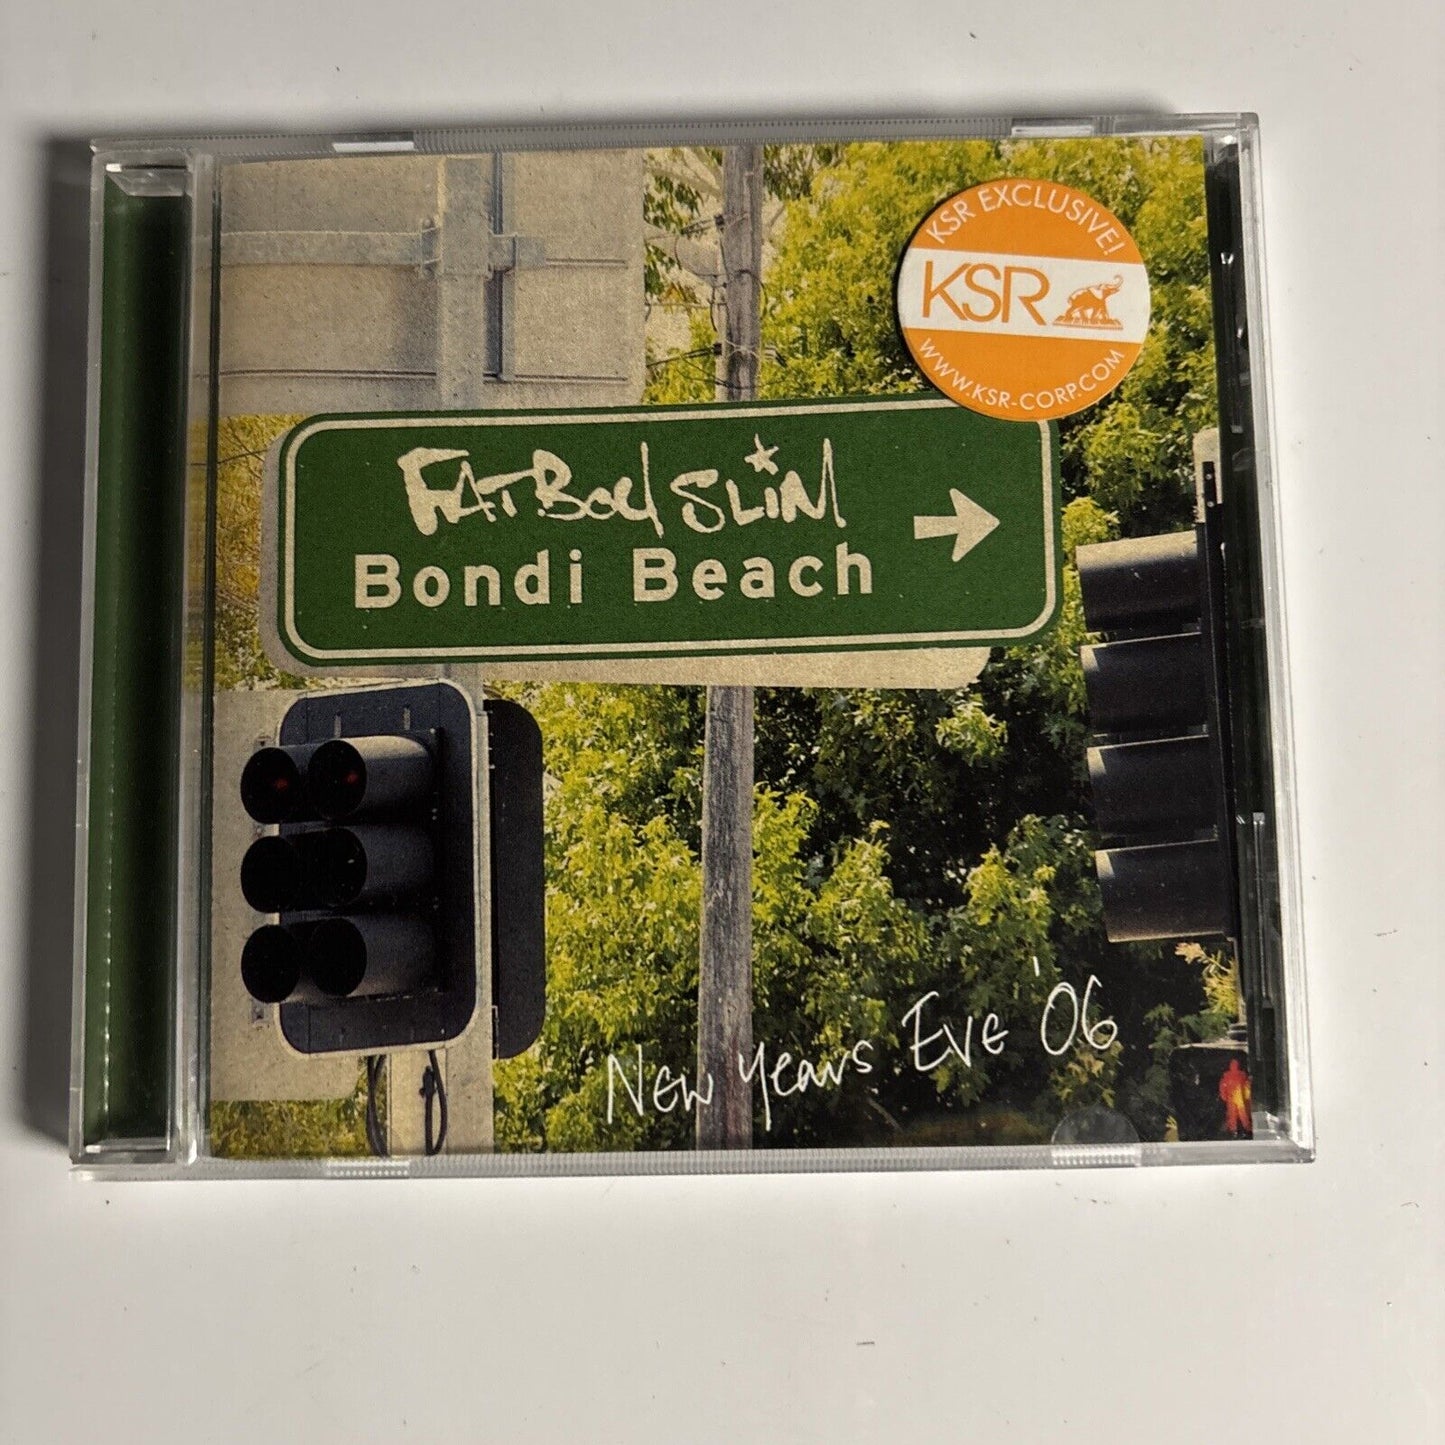 KSR EXCLUSIVE!
KSR
WWW.KSR-CORP.COM
FATBOY SLIM
Bondi Beach
New Years Eve '06